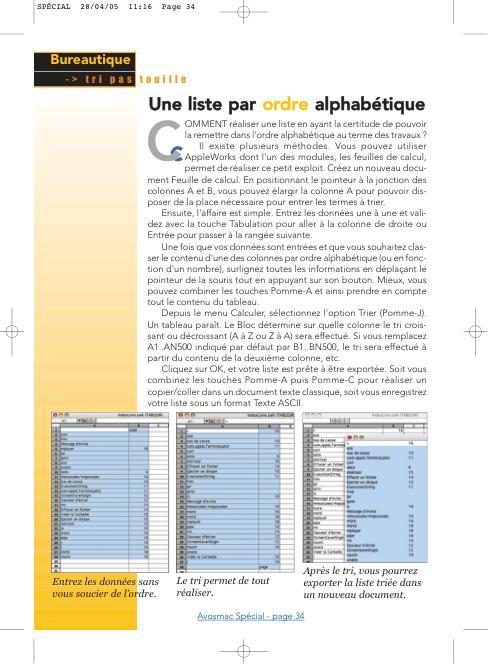 SPÉCIAL 28/04/05 11:16 Page 34
Bureautique
-> tri pas touille
Une liste par ordre alphabétique
COMMENT réaliser une liste en ayant la certitude de pouvoir
la remettre dans l'ordre alphabétique au terme des travaux ?
Il existe plusieurs méthodes. Vous pouvez utiliser
AppleWorks dont l'un des modules, les feuilles de calcul,
permet de réaliser ce petit exploit. Créez un nouveau docu-
ment Feuille de calcul. En positionnant le pointeur à la jonction des
colonnes A et B, vous pouvez élargir la colonne A pour pouvoir dis-
poser de la place nécessaire pour entrer les termes à trier.
Ensuite, l'affaire est simple. Entrez les données une à une et vali-
dez avec la touche Tabulation pour aller à la colonne de droite ou
Entrée pour passer à la rangée suivante.
Une fois que vos données sont entrées et que vous souhaitez clas-
ser le contenu d'une des colonnes par ordre alphabétique (ou en fonc-
tion d'un nombre), surlignez toutes les informations en déplaçant le
pointeur de la souris tout en appuyant sur son bouton. Mieux, vous
pouvez combiner les touches Pomme-A et ainsi prendre en compte
tout le contenu du tableau.
Depuis le menu Calculer, sélectionnez l'option Trier (Pomme-J).
Un tableau paraît. Le Bloc détermine sur quelle colonne le tri crois-
sant ou décroissant (A à Z ou Z à A) sera effectué. Si vous remplacez
A1..AN500 indiqué par défaut par B1..BN500, le tri sera effectué à
partir du contenu de la deuxième colonne, etc.
Cliquez sur OK, et votre liste est prête à être exportée. Soit vous
combinez les touches Pomme-A puis Pomme-C pour réaliser un
copier/coller dans un document texte classique, soit vous enregistrez
votre liste sous un format Texte ASCII.
Entrez les données sans
vous soucier de l'ordre.
Le tri permet de tout
réaliser.
Après le tri, vous pourrez
exporter la liste triée dans
un nouveau document.
Avosmac Spécial - page 34